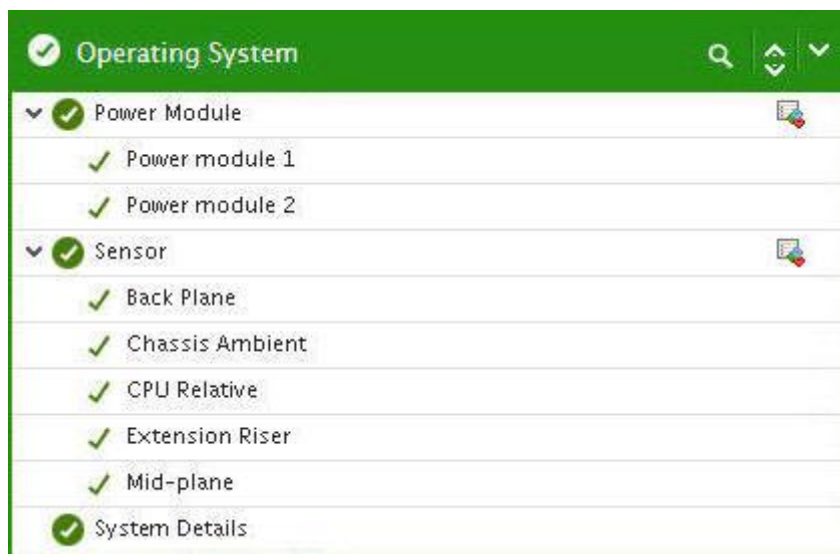 Operating System
Power Module
Power module 1
Power module 2
Sensor
Back Plane
Chassis Ambient
CPU Relative
Extension Riser
Mid-plane
System Details